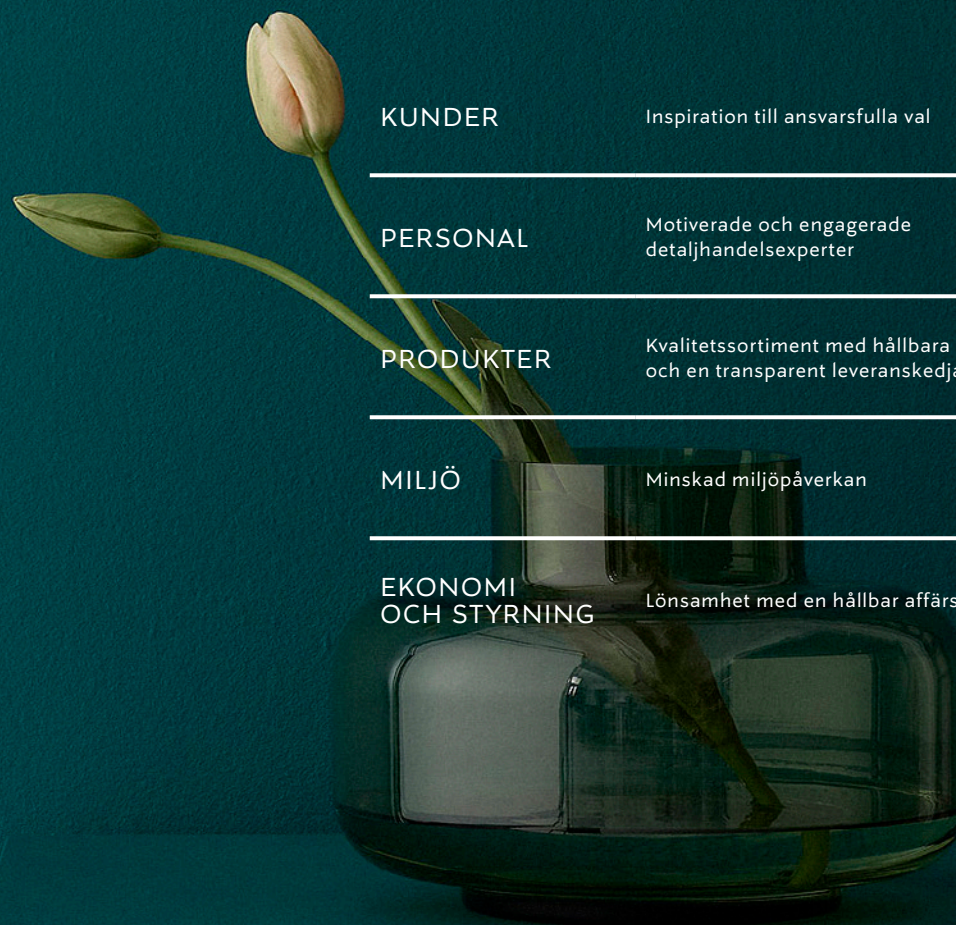 KUNDER
Inspiration till ansvarsfulla val
PERSONAL
Motiverade och engagerade
detaljhandelsexperter
PRODUKTER
Kvalitetssortiment med hållbara
och en transparent leveranskedja
MILJÖ
Minskad miljöpåverkan
EKONOMI
OCH STYRNING
Lönsamhet med en hållbar affärs